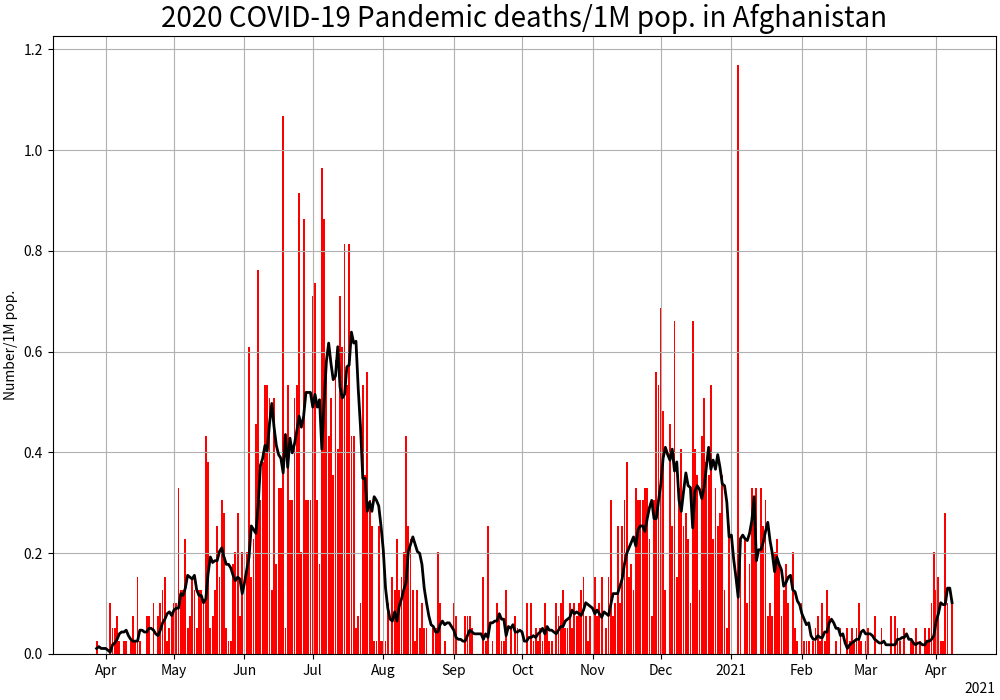 2020 COVID-19 Pandemic deaths/1M pop. in Afghanistan
Number/1M pop.
1.2
1.0
0.8
0.6
0.4
0.2
0.0
Apr May Jun Jul Aug Sep Oct Nov Dec 2021 Feb Mar Apr
2021